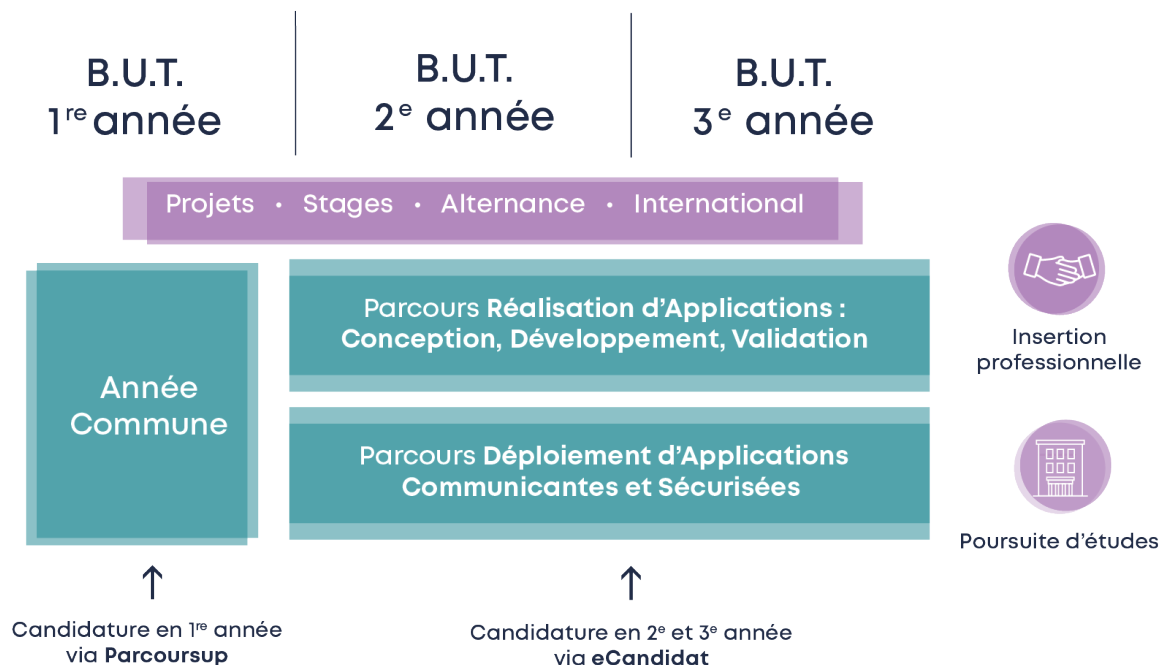 B.U.T.
1re année
B.U.T.
2e année
B.U.T.
3e année
Projets • Stages • Alternance • International
Année
Commune
Parcours Réalisation d’Applications :
Conception, Développement, Validation
Parcours Déploiement d’Applications
Communicantes et Sécurisées
Insertion
professionnelle
Poursuite d’études
Candidature en 1re année
via Parcoursup
Candidature en 2e et 3e année
via eCandidat